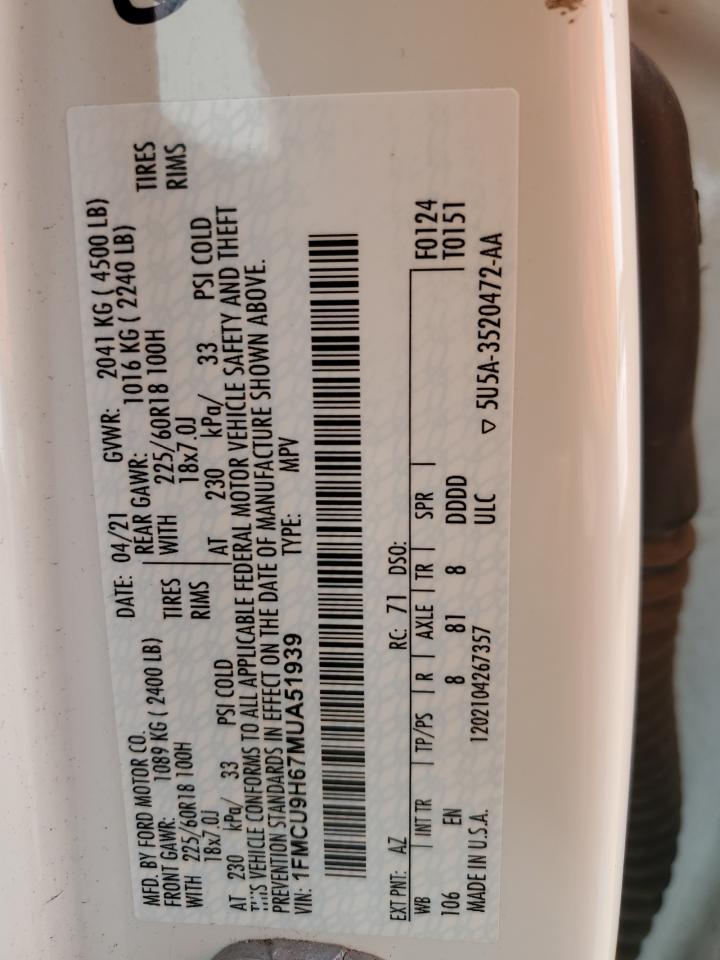 MFD. BY FORD MOTOR CO.
DATE: 04/21 GVWR: 2041 KG ( 4500 LB)
FRONT GAWR: 1089 KG ( 2400 LB) REAR GAWR: 1016 KG ( 2240 LB)
WITH 225/60R18 100H TIRES WITH 225/60R18 100H TIRES
18x7.0J RIMS 18x7.0J RIMS
AT 230 kPa/ 33 PSI COLD AT 230 kPa/ 33 PSI COLD
THIS VEHICLE CONFORMS TO ALL APPLICABLE FEDERAL MOTOR VEHICLE SAFETY AND THEFT
PREVENTION STANDARDS IN EFFECT ON THE DATE OF MANUFACTURE SHOWN ABOVE.
VIN: 1FMCU9H67MUA51939 TYPE: MPV
EXT PNT: AZ RC: 71 DSO: F0124
WB INT TR TP/PS R AXLE TR SPR T0151
106 EN 8 81 8 DDDD
MADE IN U.S.A. 1202104267357 ULC ▽ 5U5A-3520472-AA